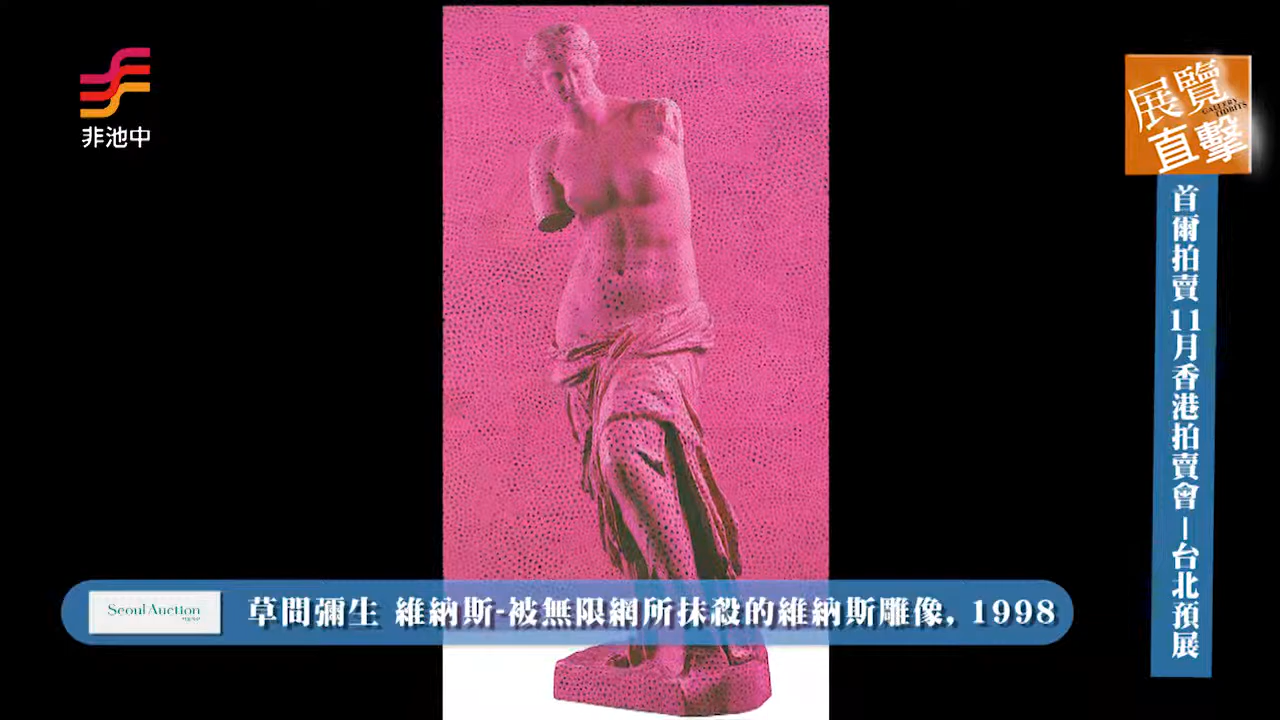 非池中
展覽
GALLERY
TIDBITS
直擊
首爾拍賣11月香港拍賣會–台北預展
Seoul Auction
草間彌生 維納斯-被無限網所抹殺的維納斯雕像, 1998